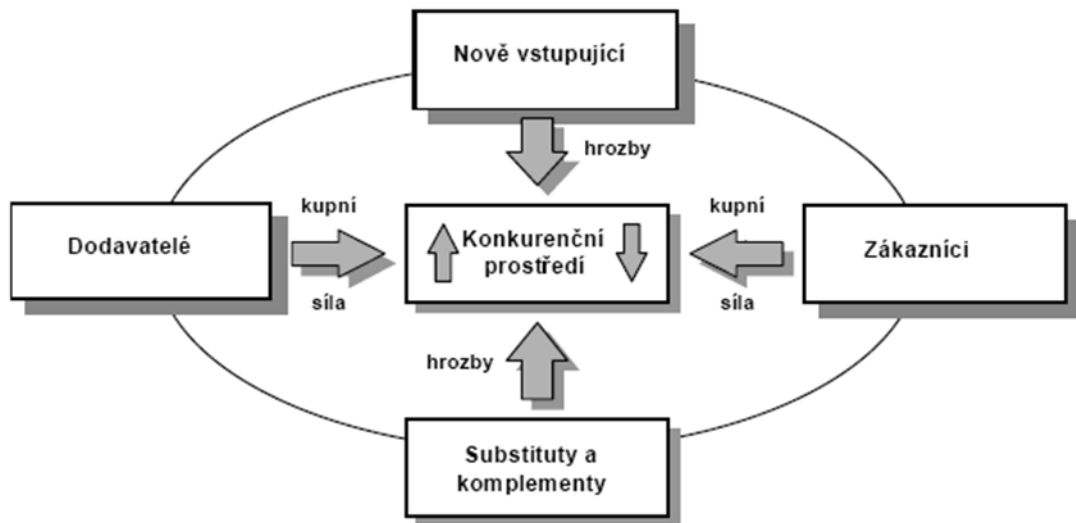 Nově vstupující
hrozby
Dodavatelé
kupní
síla
Konkurenční
prostředí
kupní
síla
Zákazníci
hrozby
Substituty a
komplementy